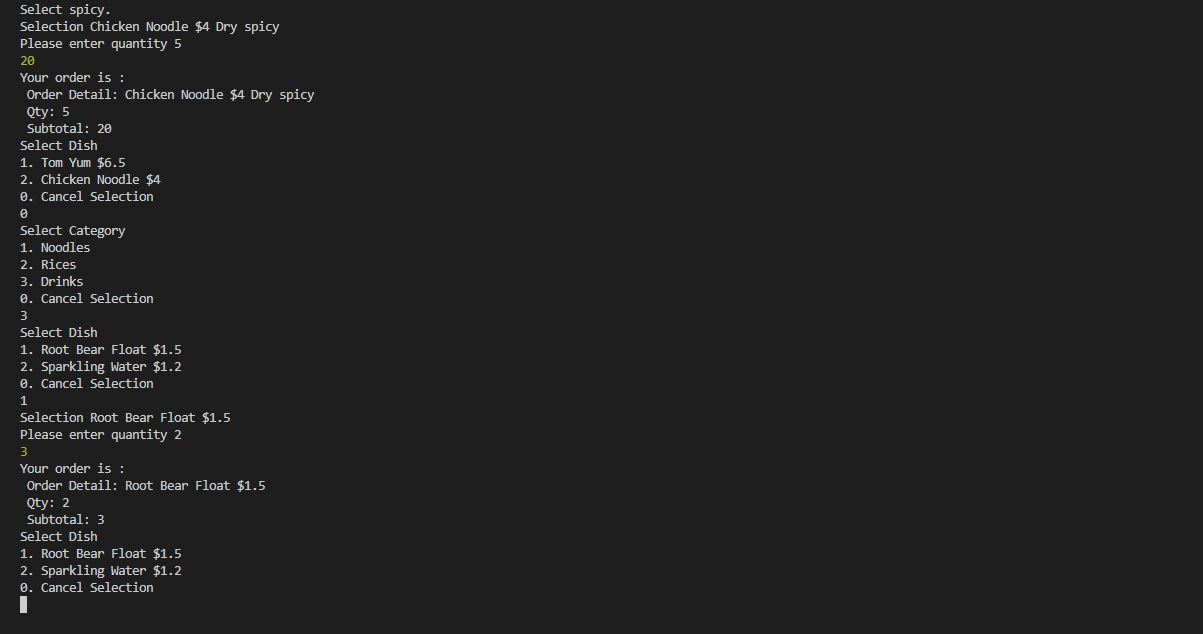 Select spicy.
Selection Chicken Noodle $4 Dry spicy
Please enter quantity 5
20
Your order is :
Order Detail: Chicken Noodle $4 Dry spicy
Qty: 5
Subtotal: 20
Select Dish
1. Tom Yum $6.5
2. Chicken Noodle $4
0. Cancel Selection
0
Select Category
1. Noodles
2. Rices
3. Drinks
0. Cancel Selection
3
Select Dish
1. Root Bear Float $1.5
2. Sparkling Water $1.2
0. Cancel Selection
1
Selection Root Bear Float $1.5
Please enter quantity 2
3
Your order is :
Order Detail: Root Bear Float $1.5
Qty: 2
Subtotal: 3
Select Dish
1. Root Bear Float $1.5
2. Sparkling Water $1.2
0. Cancel Selection